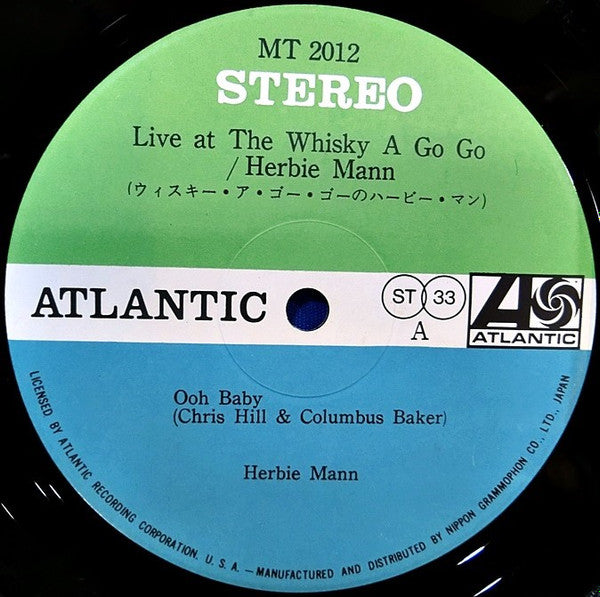 MT 2012
STEREO
Live at The Whisky A Go Go
/Herbie Mann
(ウィスキー・ア・ゴー・ゴーのハービー・マン)
ATLANTIC
ST 33
A
ATLANTIC
Ooh Baby
(Chris Hill & Columbus Baker)
Herbie Mann
LICENSED BY ATLANTIC RECORDING CORPORATION, U. S. A. — MANUFACTURED AND DISTRIBUTED BY NIPPON GRAMMOPHON CO., LTD., JAPAN